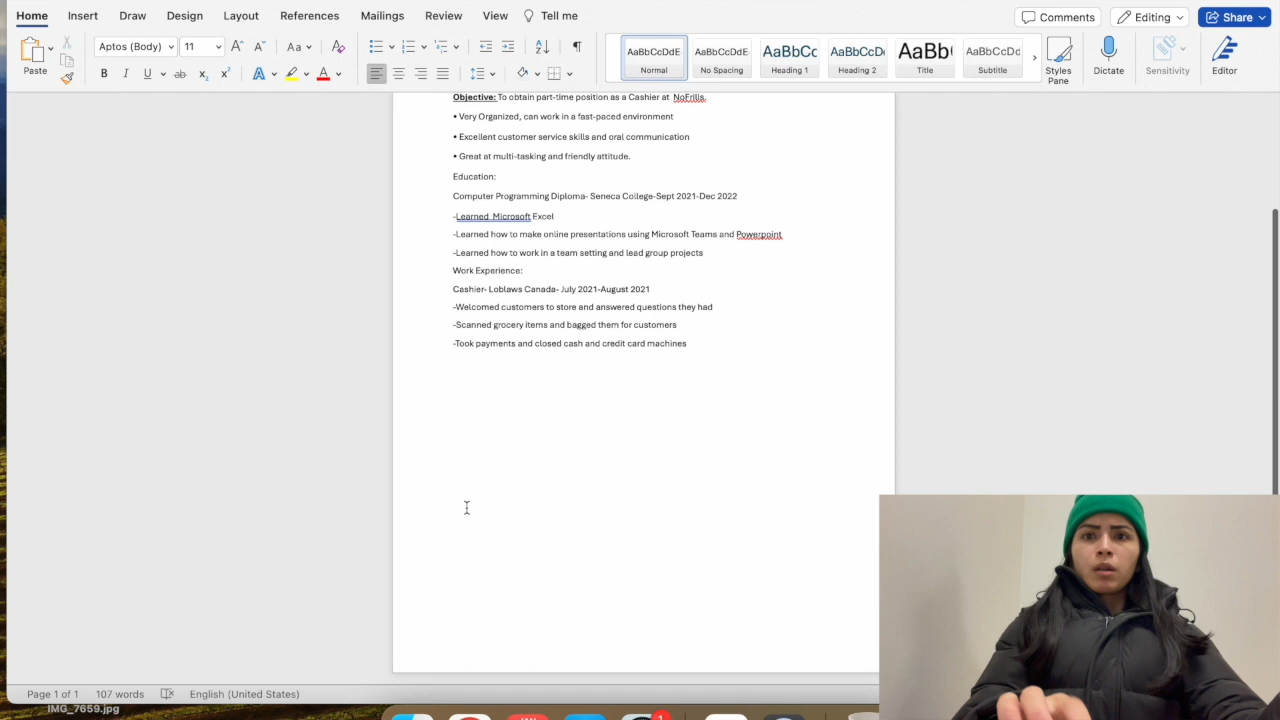 Home Insert Draw Design Layout References Mailings Review View Tell me Comments Editing Share
Paste
Aptos (Body) 11
Aa
AaBbCcDdE AaBbCcDdE AaBbCc AaBbCcDd AaBb AaBbCcDd
Normal No Spacing Heading 1 Heading 2 Title Subtitle
Styles Pane Dictate Sensitivity Editor
Objective: To obtain part-time position as a Cashier at NoFrills.
• Very Organized, can work in a fast-paced environment
• Excellent customer service skills and oral communication
• Great at multi-tasking and friendly attitude.
Education:
Computer Programming Diploma- Seneca College-Sept 2021-Dec 2022
-Learned Microsoft Excel
-Learned how to make online presentations using Microsoft Teams and Powerpoint
-Learned how to work in a team setting and lead group projects
Work Experience:
Cashier- Loblaws Canada- July 2021-August 2021
-Welcomed customers to store and answered questions they had
-Scanned grocery items and bagged them for customers
-Took payments and closed cash and credit card machines
Page 1 of 1 107 words English (United States)
IMG_7659.jpg
1